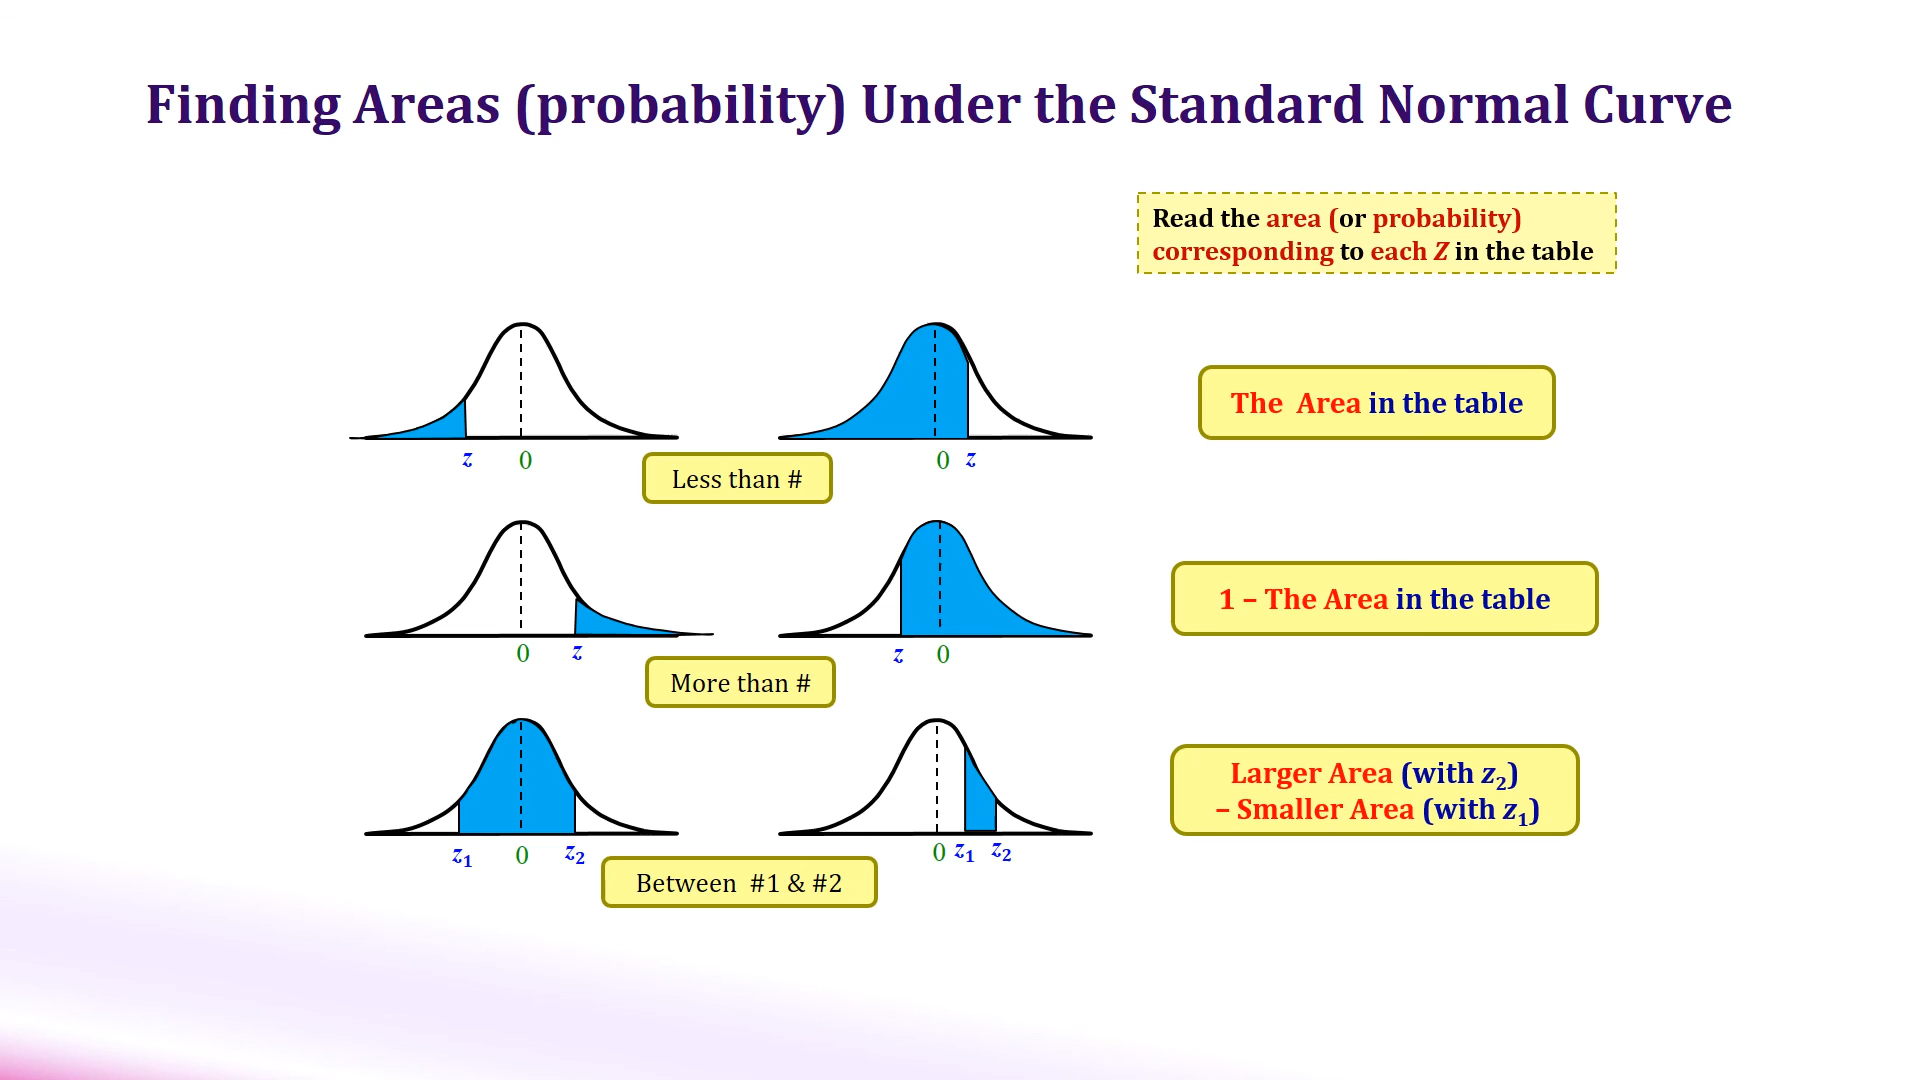 Finding Areas (probability) Under the Standard Normal Curve
Read the area (or probability)
corresponding to each Z in the table
The Area in the table
z 0
0 z
Less than #
1 – The Area in the table
0 z
z 0
More than #
Larger Area (with z₂)
– Smaller Area (with z₁)
z₁ 0 z₂
0 z₁ z₂
Between #1 & #2